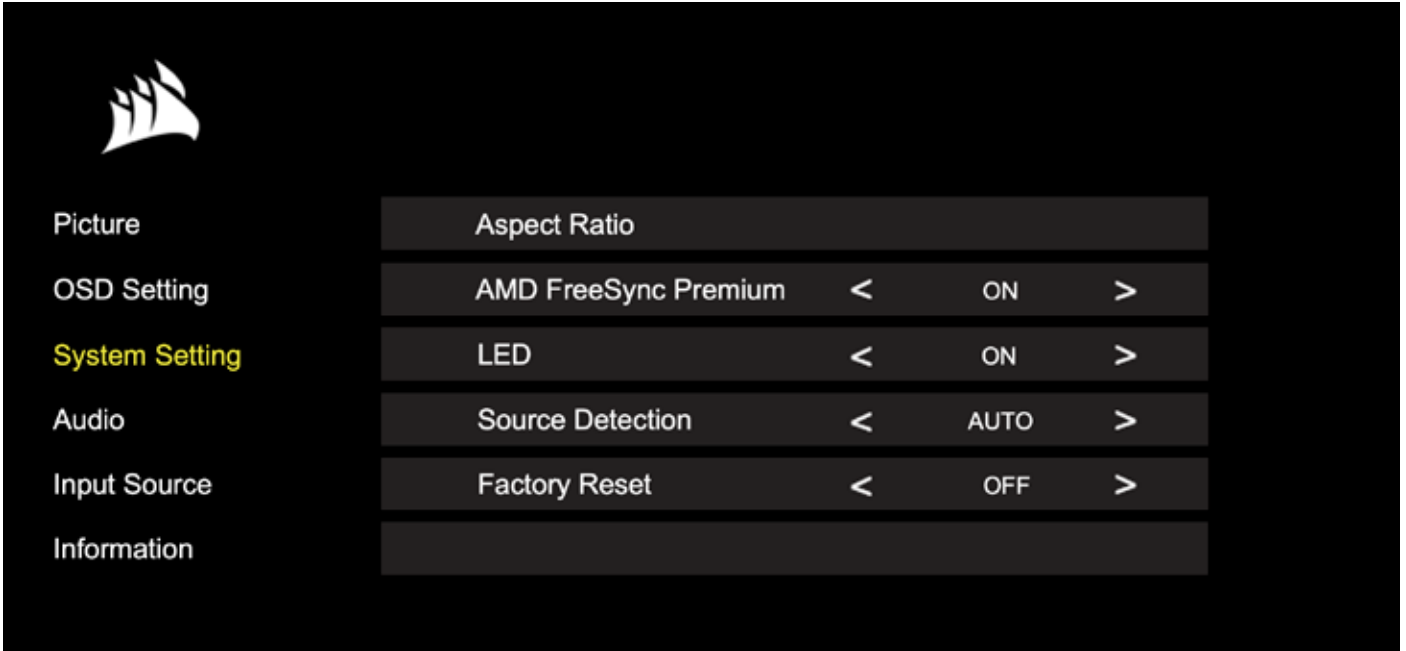 Picture Aspect Ratio
OSD Setting AMD FreeSync Premium < ON >
System Setting LED < ON >
Audio Source Detection < AUTO >
Input Source Factory Reset < OFF >
Information